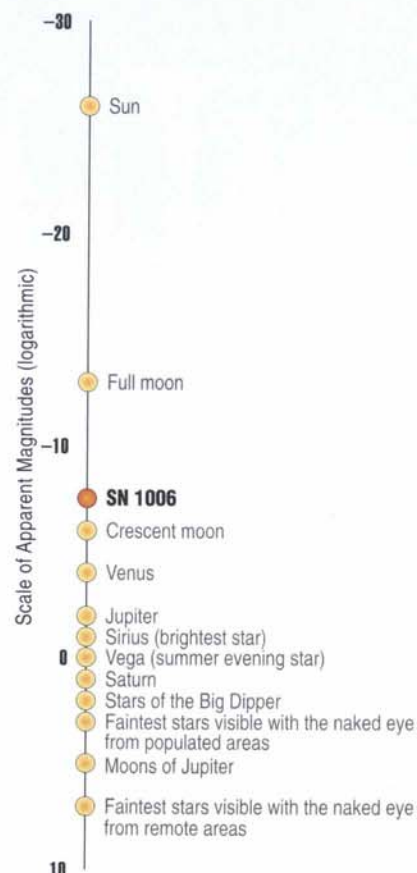 −30
Sun
−20
Full moon
−10
SN 1006
Crescent moon
Venus
Jupiter
Sirius (brightest star)
0
Vega (summer evening star)
Saturn
Stars of the Big Dipper
Faintest stars visible with the naked eye
from populated areas
Moons of Jupiter
Faintest stars visible with the naked eye
from remote areas
10
Scale of Apparent Magnitudes (logarithmic)